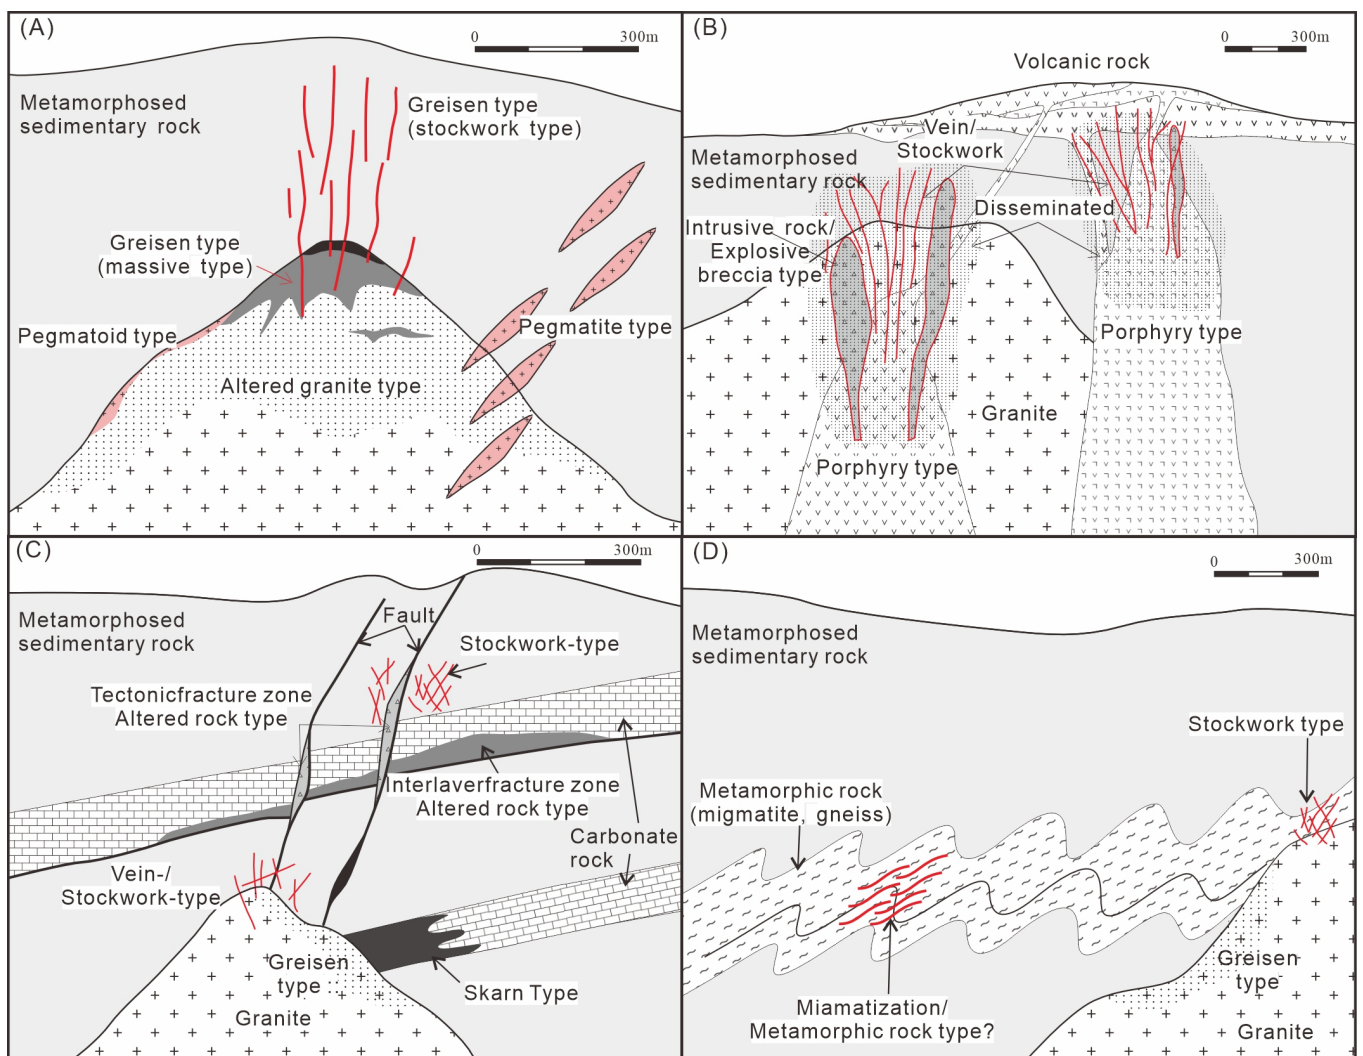 (A)
0 300m
Metamorphosed
sedimentary rock
Greisen type
(stockwork type)
Greisen type
(massive type)
Pegmatoid type
Pegmatite type
Altered granite type
(B)
0 300m
Volcanic rock
Vein/
Stockwork
Metamorphosed
sedimentary rock
Disseminated
Intrusive rock/
Explosive
breccia type
Porphyry type
Granite
Porphyry type
(C)
0 300m
Metamorphosed
sedimentary rock
Fault
Stockwork-type
Tectonicfracture zone
Altered rock type
Interlaverfracture zone
Altered rock type
Carbonate
rock
Vein-/
Stockwork-type
Greisen
type
Skarn Type
Granite
(D)
0 300m
Metamorphosed
sedimentary rock
Stockwork type
Metamorphic rock
(migmatite, gneiss)
Greisen
type
Miamatization/
Metamorphic rock type?
Granite